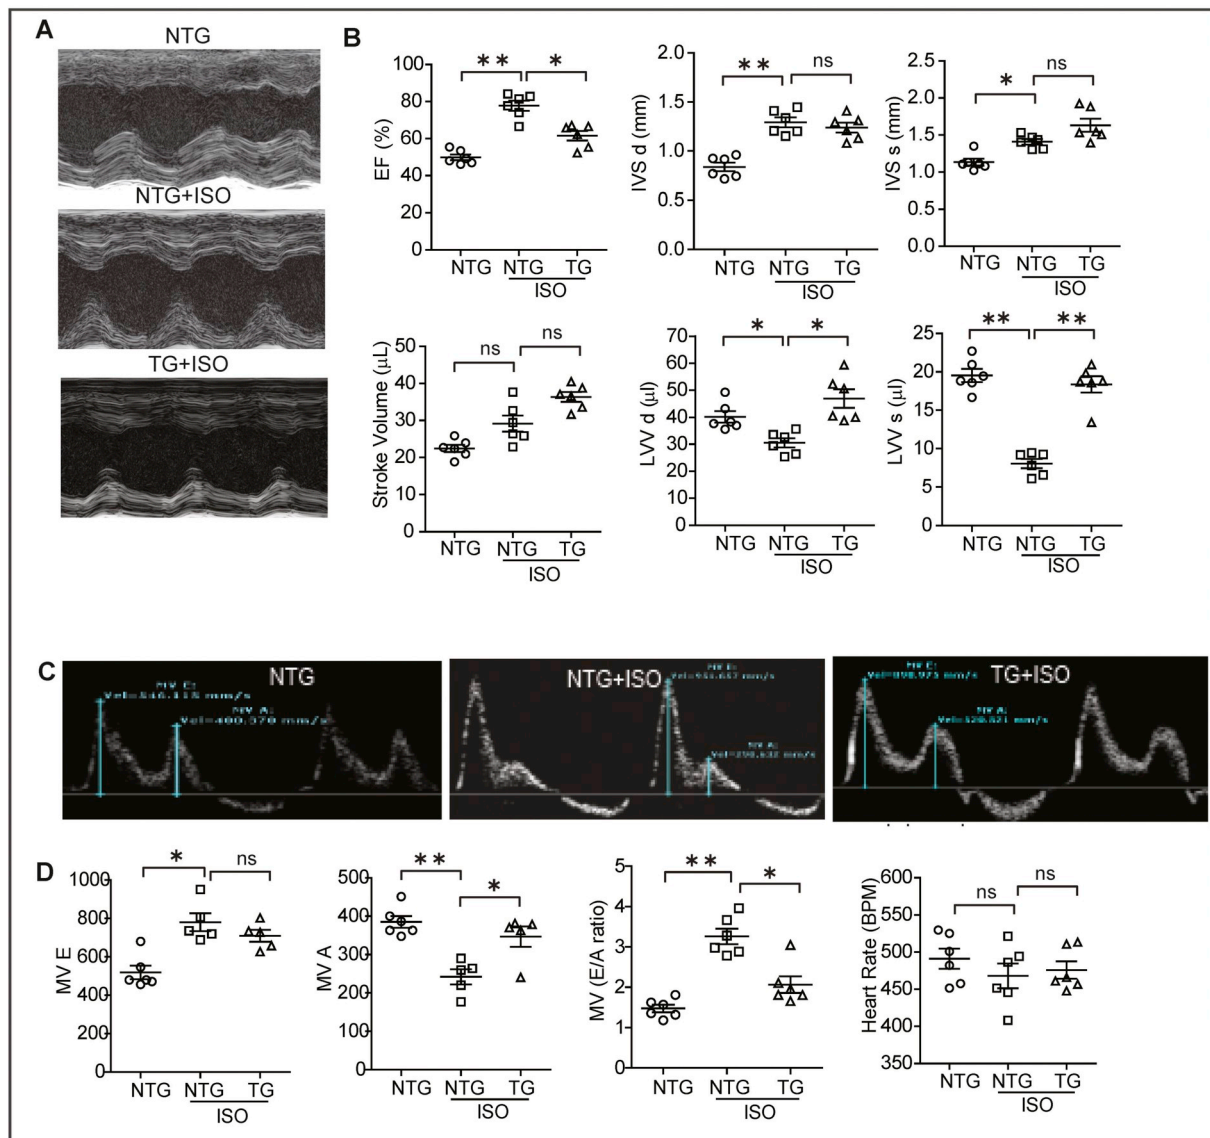 A
NTG
NTG+ISO
TG+ISO
B
EF (%)
100
80
60
40
20
0
** *
NTG NTG TG
ISO
IVS d (mm)
2.0
1.5
1.0
0.5
0.0
** ns
NTG NTG TG
ISO
IVS s (mm)
2.5
2.0
1.5
1.0
0.5
0.0
* ns
NTG NTG TG
ISO
Stroke Volume (μL)
50
40
30
20
10
0
ns ns
NTG NTG TG
ISO
LVV d (μl)
70
60
50
40
30
20
10
0
* *
NTG NTG TG
ISO
LVV s (μl)
25
20
15
10
5
0
** **
NTG NTG TG
ISO
C
NTG
MV E:
MV A:
NTG+ISO
MV E:
MV A:
TG+ISO
MV E:
MV A:
D
MV E
1000
800
600
400
200
0
* ns
NTG NTG TG
ISO
MV A
500
400
300
200
100
0
** *
NTG NTG TG
ISO
MV (E/A ratio)
5
4
3
2
1
0
** *
NTG NTG TG
ISO
Heart Rate (BPM)
600
550
500
450
400
350
ns ns
NTG NTG TG
ISO